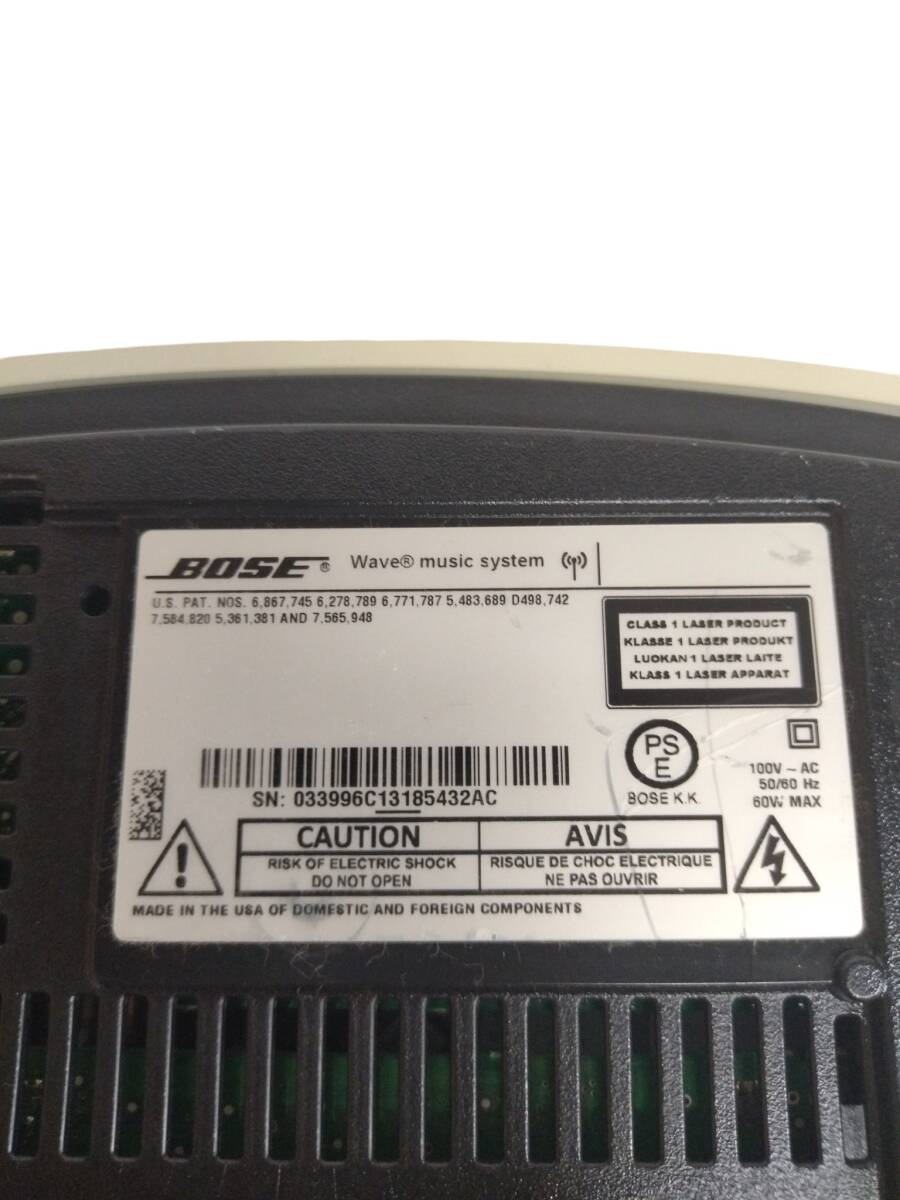 BOSE® Wave® music system
U.S. PAT. NOS. 6,867,745 6,278,789 6,771,787 5,483,689 D498,742
7,584,820 5,361,381 AND 7,565,948
CLASS 1 LASER PRODUCT
KLASSE 1 LASER PRODUKT
LUOKAN 1 LASER LAITE
KLASS 1 LASER APPARAT
PS
E
BOSE K.K.
100V ~ AC
50/60 Hz
60W MAX
SN: 033996C13185432AC
CAUTION
RISK OF ELECTRIC SHOCK
DO NOT OPEN
AVIS
RISQUE DE CHOC ELECTRIQUE
NE PAS OUVRIR
MADE IN THE USA OF DOMESTIC AND FOREIGN COMPONENTS